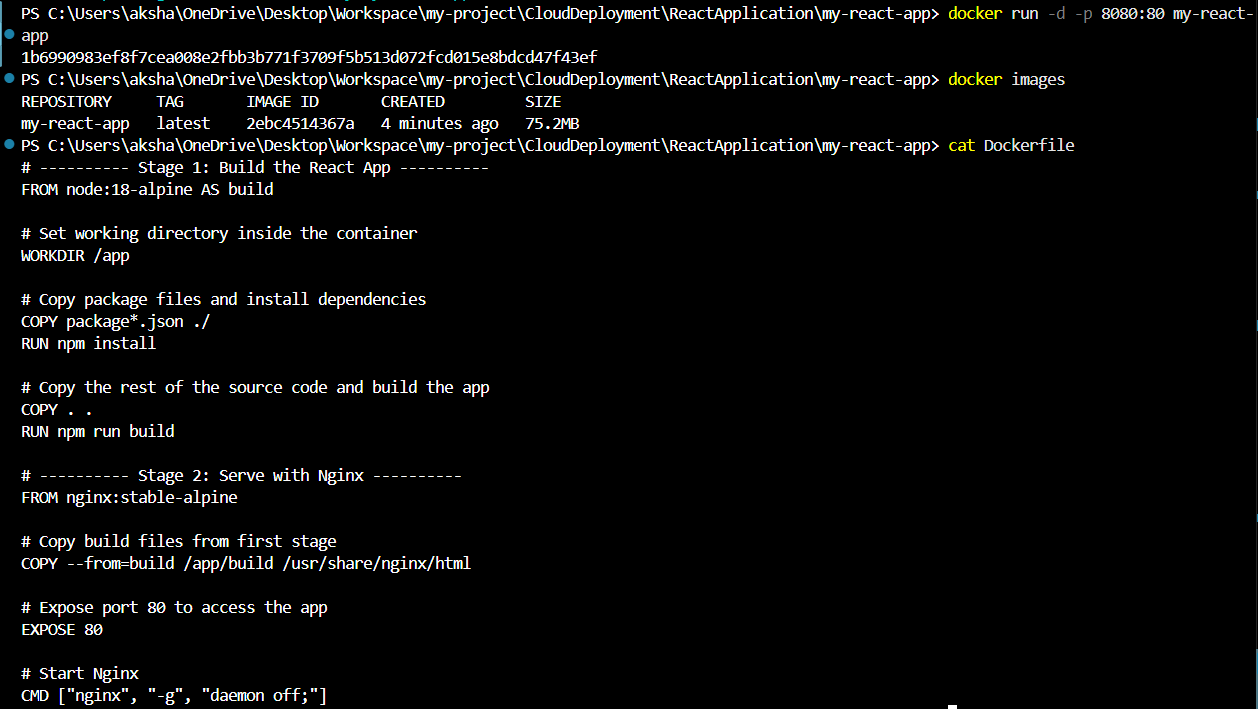 PS C:\Users\aksha\OneDrive\Desktop\Workspace\my-project\CloudDeployment\ReactApplication\my-react-app> docker run -d -p 8080:80 my-react-
app
1b6990983ef8f7cea008e2fbb3b771f3709f5b513d072fcd015e8bdcd47f43ef
PS C:\Users\aksha\OneDrive\Desktop\Workspace\my-project\CloudDeployment\ReactApplication\my-react-app> docker images
REPOSITORY     TAG       IMAGE ID       CREATED         SIZE
my-react-app   latest    2ebc4514367a   4 minutes ago   75.2MB
PS C:\Users\aksha\OneDrive\Desktop\Workspace\my-project\CloudDeployment\ReactApplication\my-react-app> cat Dockerfile
# ---------- Stage 1: Build the React App ----------
FROM node:18-alpine AS build
# Set working directory inside the container
WORKDIR /app
# Copy package files and install dependencies
COPY package*.json ./
RUN npm install
# Copy the rest of the source code and build the app
COPY . .
RUN npm run build
# ---------- Stage 2: Serve with Nginx ----------
FROM nginx:stable-alpine
# Copy build files from first stage
COPY --from=build /app/build /usr/share/nginx/html
# Expose port 80 to access the app
EXPOSE 80
# Start Nginx
CMD ["nginx", "-g", "daemon off;"]